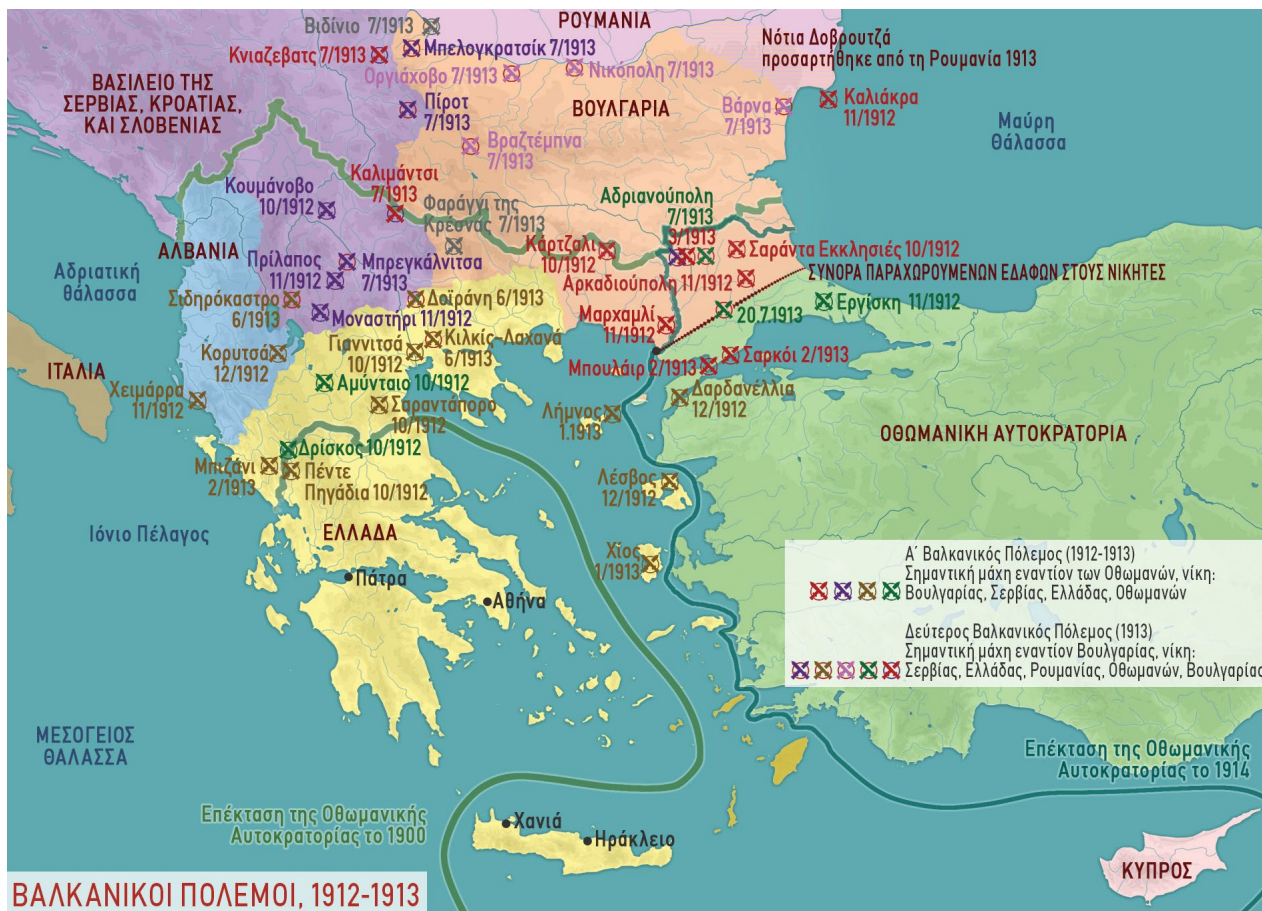 Βιδίνιο 7/1913
ΡΟΥΜΑΝΙΑ
Κνιαζεβατς 7/1913
Μπελογκρατσίκ 7/1913
Οργιάχοβο 7/1913
Νικόπολη 7/1913
Νότια Δοβρουτζά
προσαρτήθηκε από τη Ρουμανία 1913
ΒΑΣΙΛΕΙΟ ΤΗΣ
ΣΕΡΒΙΑΣ, ΚΡΟΑΤΙΑΣ,
ΚΑΙ ΣΛΟΒΕΝΙΑΣ
Πίροτ
7/1913
ΒΟΥΛΓΑΡΙΑ
Βάρνα
7/1913
Καλιάκρα
11/1912
Μαύρη
θάλασσα
Βραζτέμπνα
7/1913
Κουμάνοβο
10/1912
Καλιμάντσι
7/1913
Φαράγγι της
Κρεσνάς 7/1913
Αδριανούπολη
7/1913
3/1913
Κάρτζαλι
10/1912
Σαράντα Εκκλησιές 10/1912
ΑΛΒΑΝΙΑ
Αδριατική
θάλασσα
Πρίλαπος
11/1912
Μπρεγκάλνιτσα
7/1913
Αρκαδιούπολη 11/1912
ΣΥΝΟΡΑ ΠΑΡΑΧΩΡΟΥΜΕΝΩΝ ΕΔΑΦΩΝ ΣΤΟΥΣ ΝΙΚΗΤΕΣ
Σιδηρόκαστρο
6/1913
Δοϊράνη 6/1913
Μοναστήρι 11/1912
Μαρχαμλί
11/1912
20.7.1913
Εργίσκη 11/1912
Γιαννιτσά
10/1912
Κιλκίς-Λαχανά
6/1913
Κορυτσά
12/1912
ΙΤΑΛΙΑ
Μπουλάιρ 2/1913
Σαρκόι 2/1913
Χειμάρρα
11/1912
Αμύνταιο 10/1912
Σαραντάπορο
10/1912
Λήμνος
1.1913
Δαρδανέλλια
12/1912
ΟΘΩΜΑΝΙΚΗ ΑΥΤΟΚΡΑΤΟΡΙΑ
Δρίσκος 10/1912
Μπιζάνι
2/1913
Πέντε
Πηγάδια 10/1912
Λέσβος
12/1912
Ιόνιο Πέλαγος
ΕΛΛΑΔΑ
Χίος
1/1913
Πάτρα
Αθήνα
Α΄ Βαλκανικός Πόλεμος (1912-1913)
Σημαντική μάχη εναντίον των Οθωμανών, νίκη:
Βουλγαρίας, Σερβίας, Ελλάδας, Οθωμανών
Δεύτερος Βαλκανικός Πόλεμος (1913)
Σημαντική μάχη εναντίον Βουλγαρίας, νίκη:
Σερβίας, Ελλάδας, Ρουμανίας, Οθωμανών, Βουλγαρίας
ΜΕΣΟΓΕΙΟΣ
ΘΑΛΑΣΣΑ
Επέκταση της Οθωμανικής
Αυτοκρατορίας το 1914
Επέκταση της Οθωμανικής
Αυτοκρατορίας το 1900
Χανιά
Ηράκλειο
ΚΥΠΡΟΣ
ΒΑΛΚΑΝΙΚΟΙ ΠΟΛΕΜΟΙ, 1912-1913